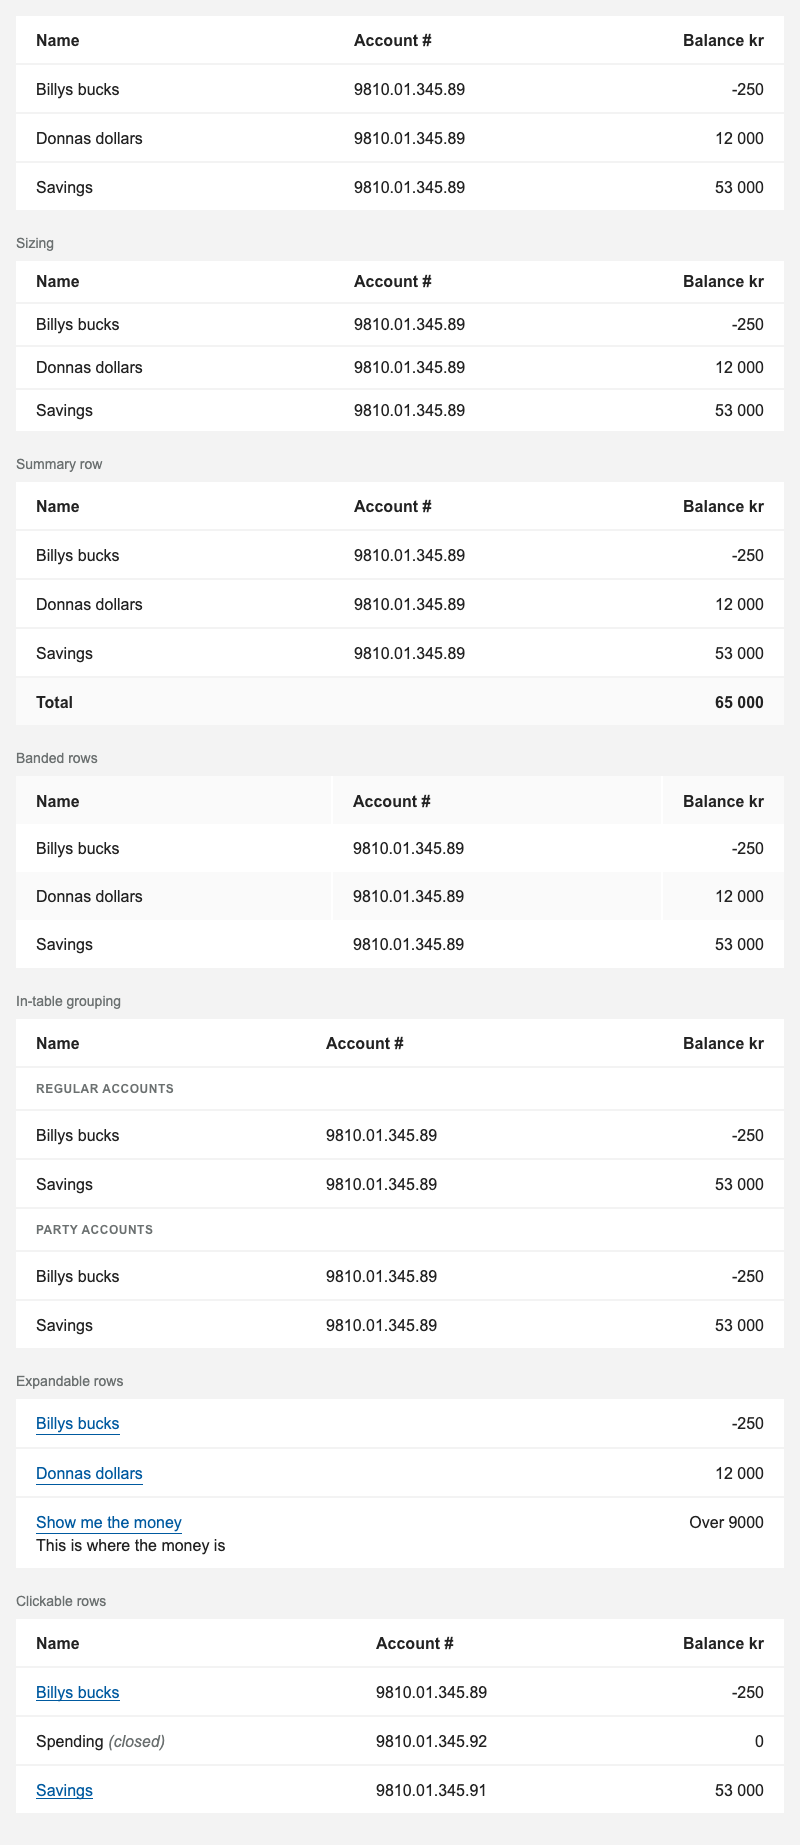 Name Account # Balance kr
Billys bucks 9810.01.345.89 -250
Donnas dollars 9810.01.345.89 12 000
Savings 9810.01.345.89 53 000
Sizing
Name Account # Balance kr
Billys bucks 9810.01.345.89 -250
Donnas dollars 9810.01.345.89 12 000
Savings 9810.01.345.89 53 000
Summary row
Name Account # Balance kr
Billys bucks 9810.01.345.89 -250
Donnas dollars 9810.01.345.89 12 000
Savings 9810.01.345.89 53 000
Total 65 000
Banded rows
Name Account # Balance kr
Billys bucks 9810.01.345.89 -250
Donnas dollars 9810.01.345.89 12 000
Savings 9810.01.345.89 53 000
In-table grouping
Name Account # Balance kr
REGULAR ACCOUNTS
Billys bucks 9810.01.345.89 -250
Savings 9810.01.345.89 53 000
PARTY ACCOUNTS
Billys bucks 9810.01.345.89 -250
Savings 9810.01.345.89 53 000
Expandable rows
Billys bucks -250
Donnas dollars 12 000
Show me the money Over 9000
This is where the money is
Clickable rows
Name Account # Balance kr
Billys bucks 9810.01.345.89 -250
Spending (closed) 9810.01.345.92 0
Savings 9810.01.345.91 53 000